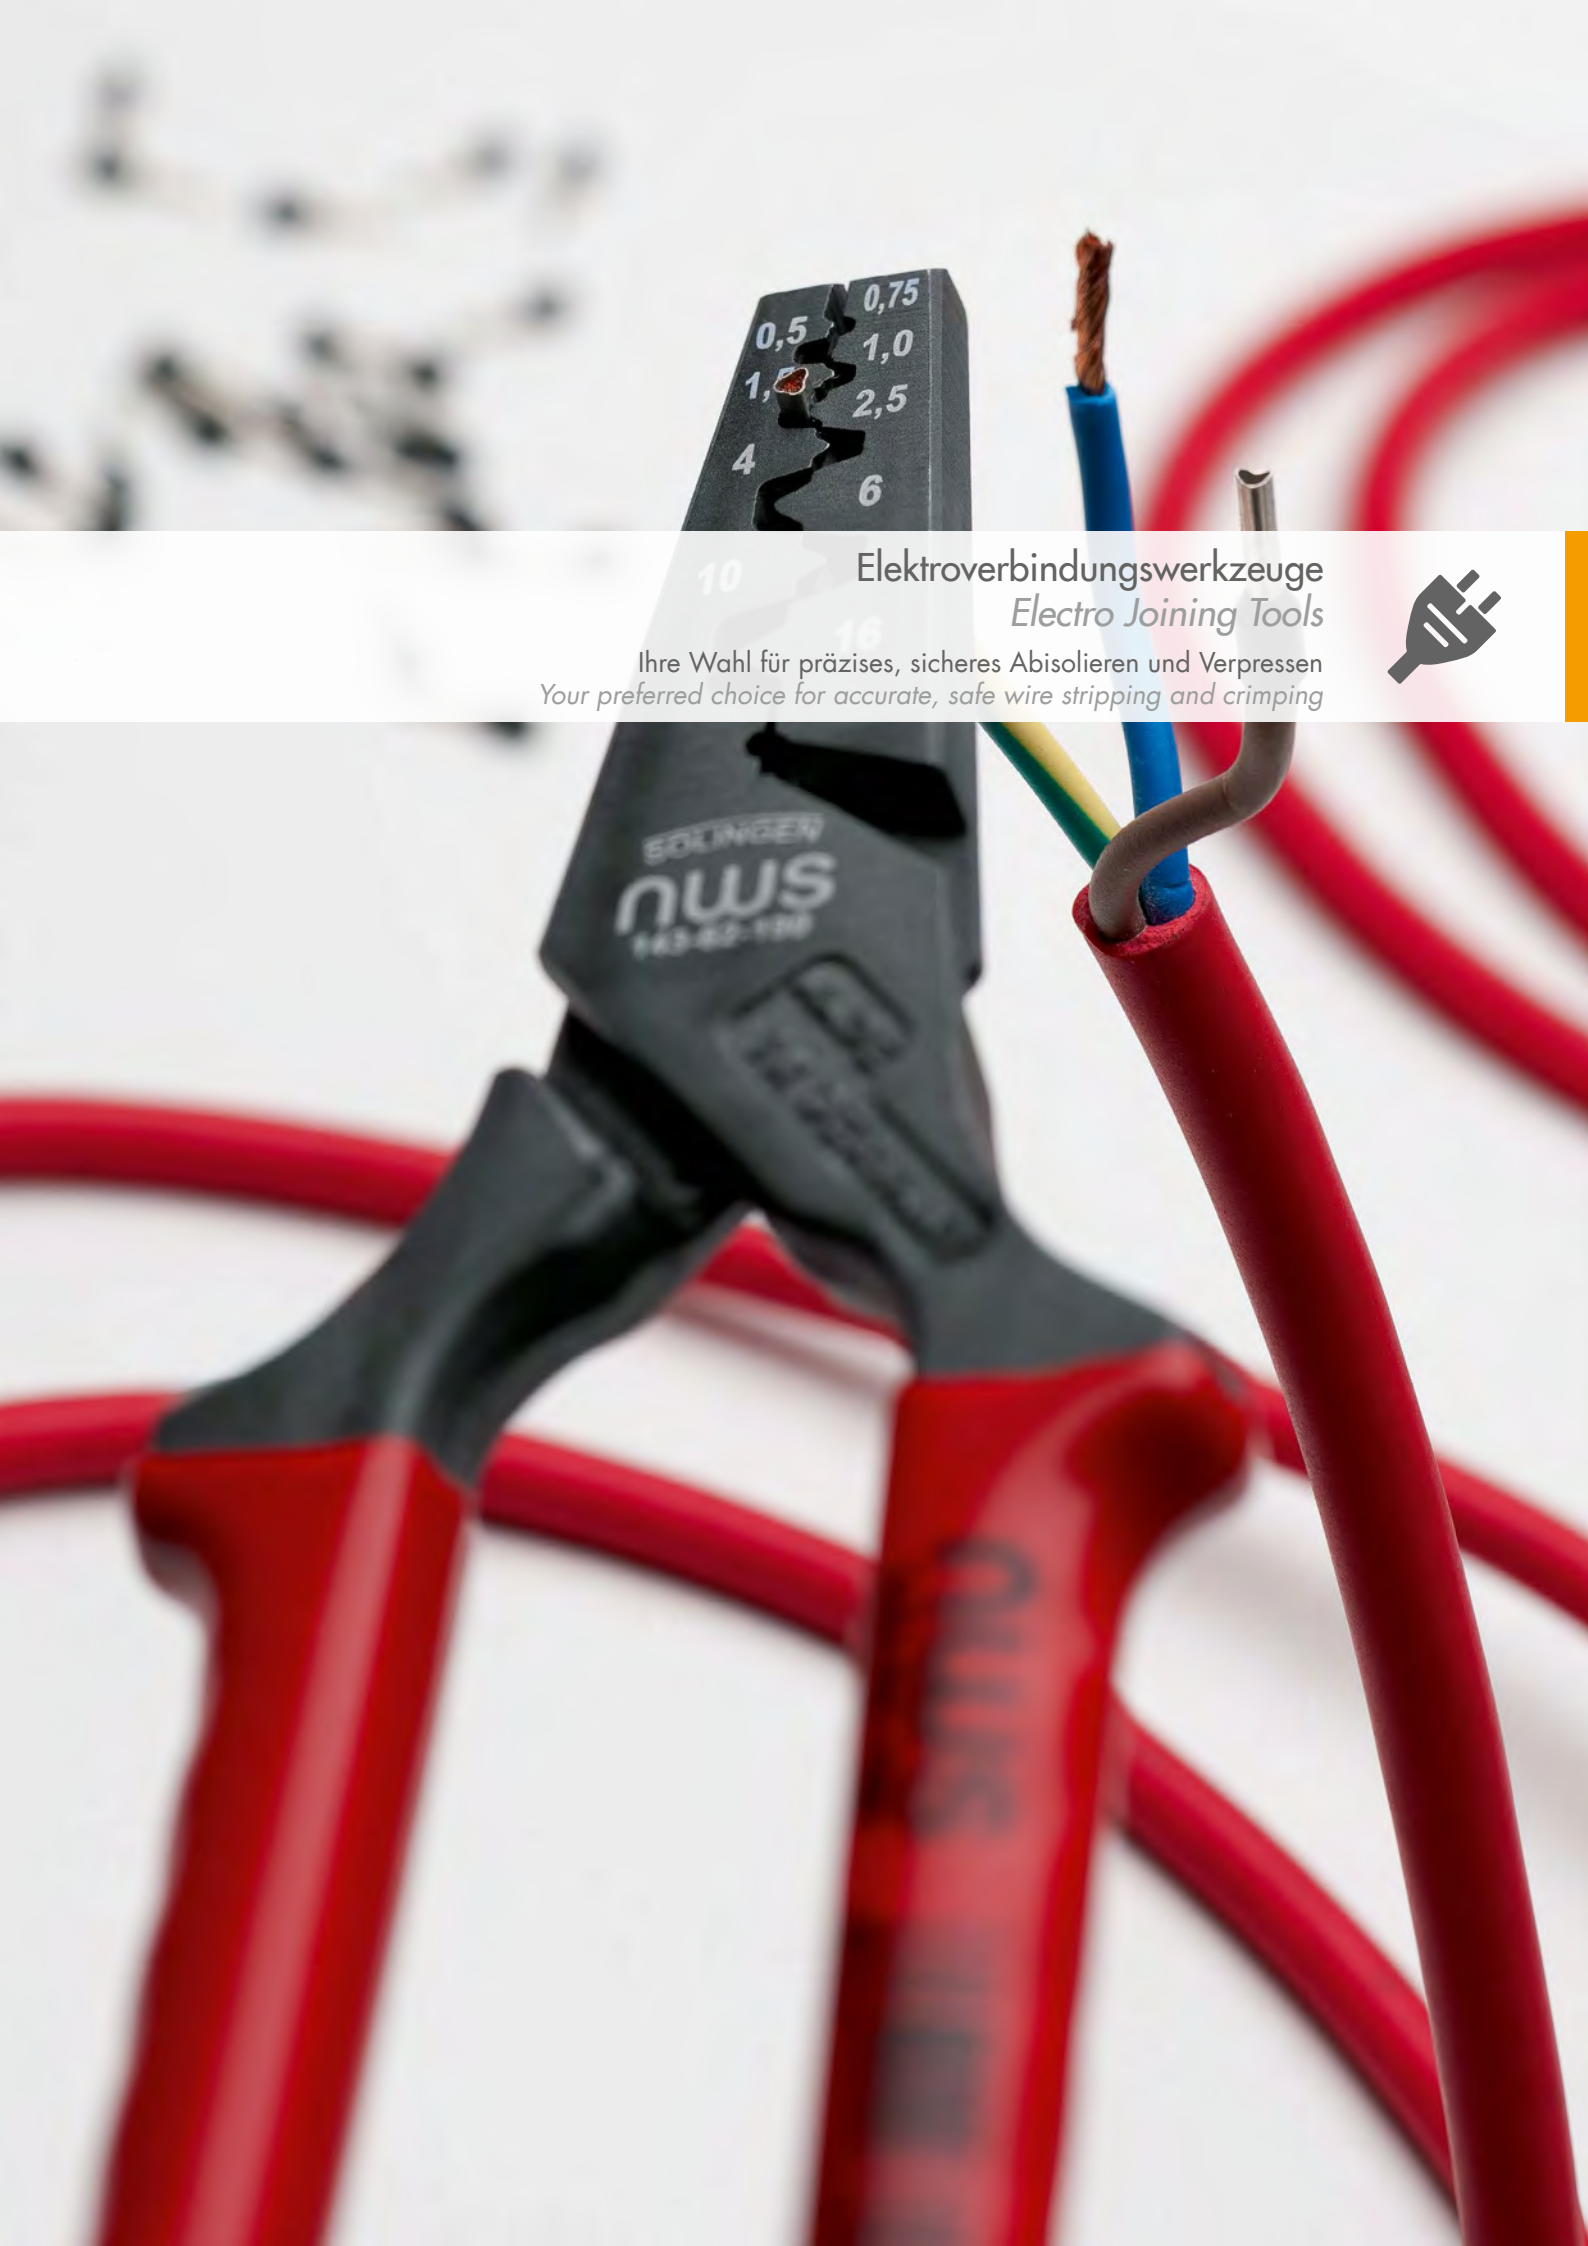 0,75
0,5
1,0
2,5
4
6
10
16
Elektroverbindungswerkzeuge
Electro Joining Tools
Ihre Wahl für präzises, sicheres Abisolieren und Verpressen
Your preferred choice for accurate, safe wire stripping and crimping
SOLINGEN
nws
nws